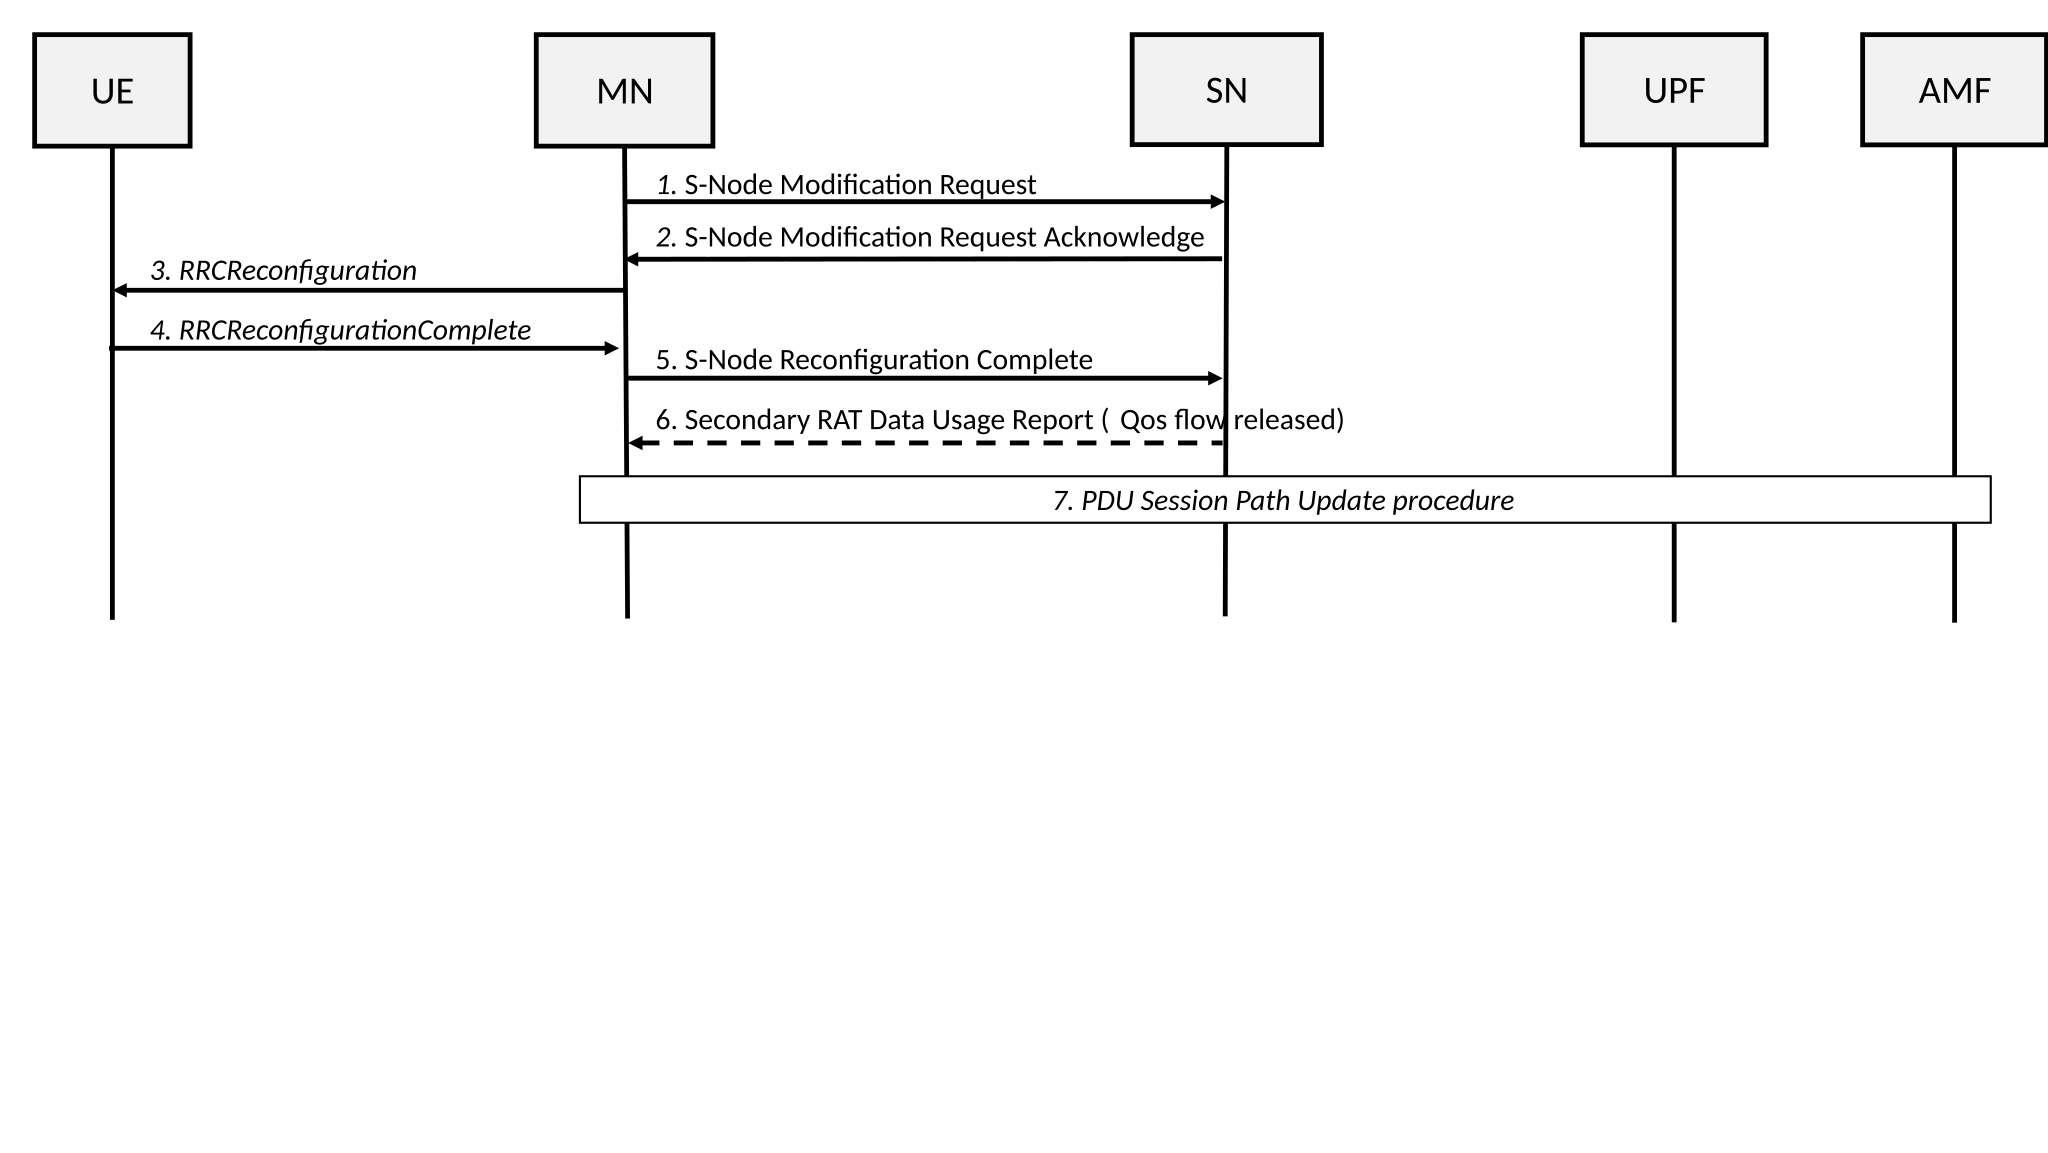 UE
MN
SN
UPF
AMF
1. S-Node Modification Request
2. S-Node Modification Request Acknowledge
3. RRCReconfiguration
4. RRCReconfigurationComplete
5. S-Node Reconfiguration Complete
6. Secondary RAT Data Usage Report ( Qos flow released)
7. PDU Session Path Update procedure